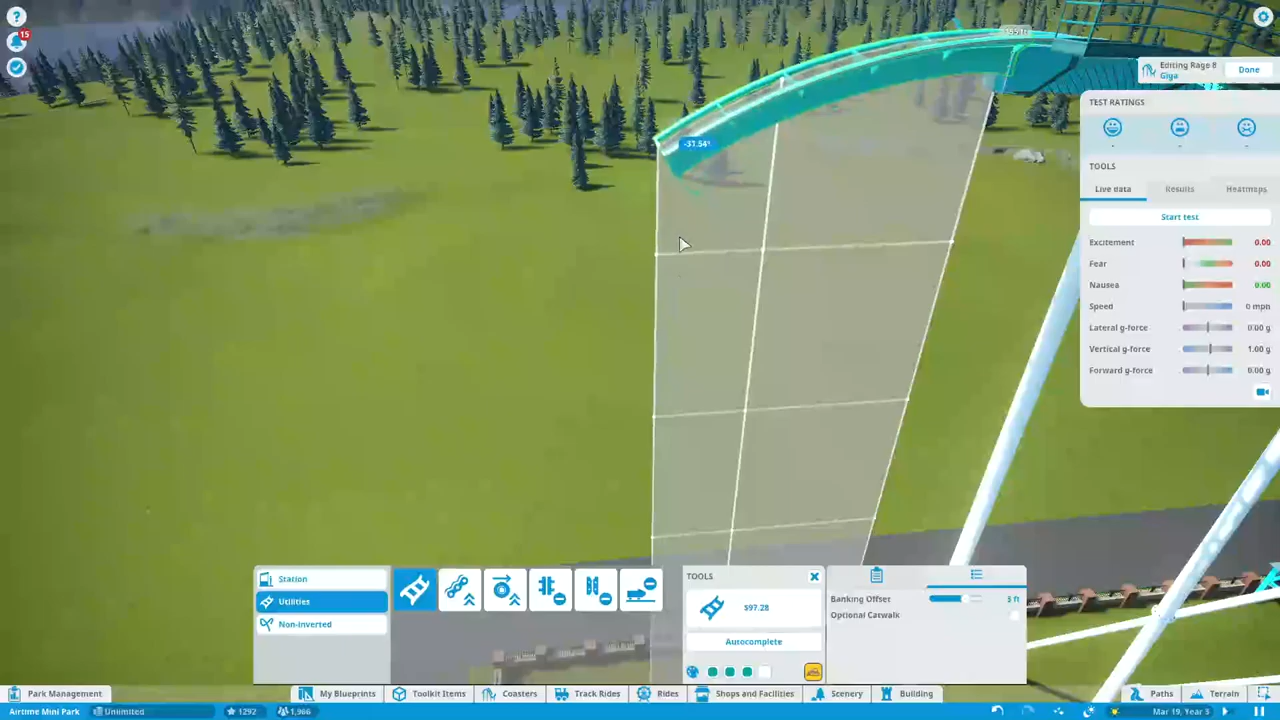 ?
15
195 ft
Editing Rage 8
Giga
Done
TEST RATINGS
- - -
TOOLS
Live data Results Heatmaps
Start test
Excitement 0.00
Fear 0.00
Nausea 0.00
Speed 0 mph
Lateral g-force 0.00 g
Vertical g-force 1.00 g
Forward g-force 0.00 g
Station
Utilities
Non-inverted
TOOLS
$97.28
Autocomplete
Banking Offset 5 ft
Optional Catwalk
Park Management My Blueprints Toolkit Items Coasters Track Rides Rides Shops and Facilities Scenery Building Paths Terrain
Airtime Mini Park Unlimited 1292 1,966 Mar 19, Year 5